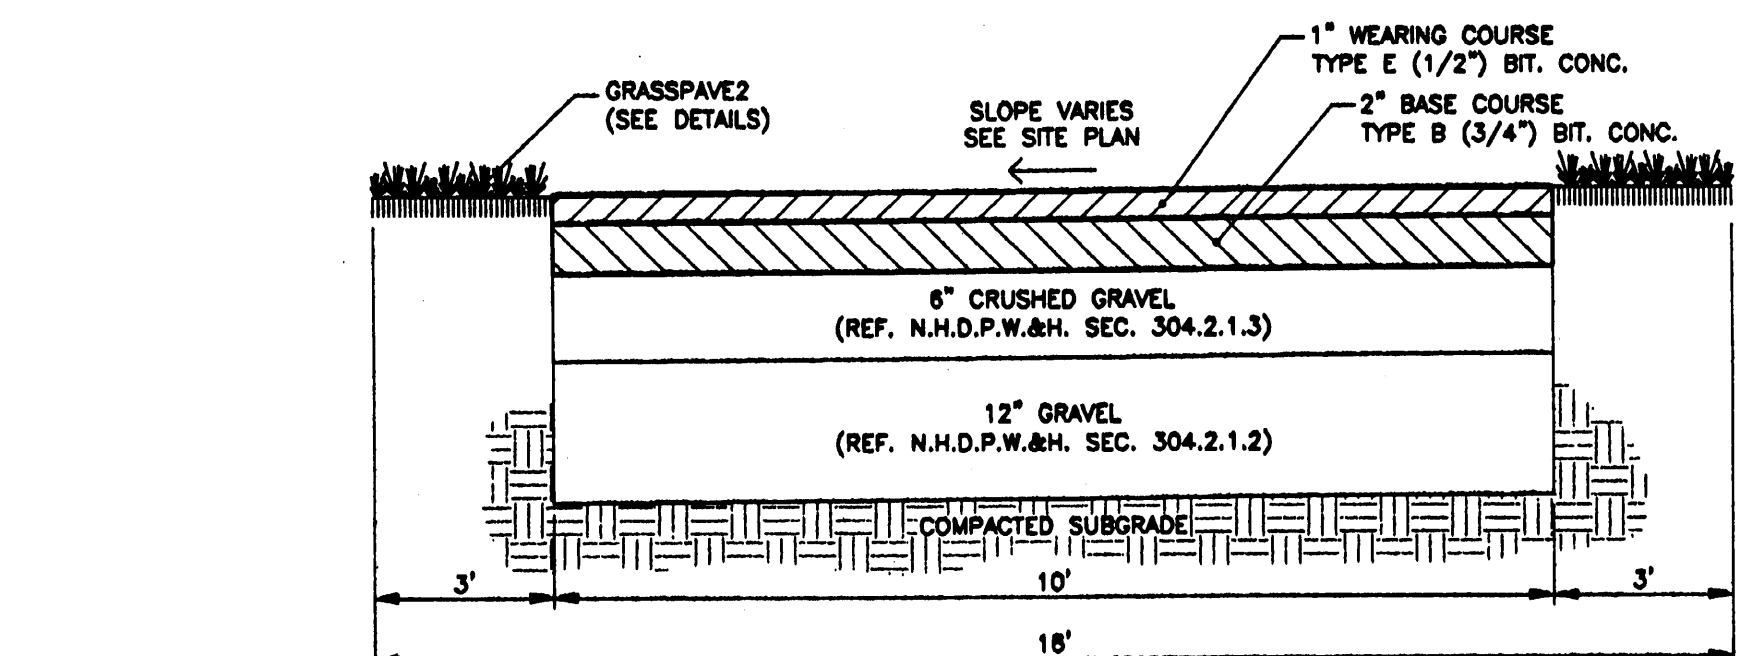 1" WEARING COURSE
TYPE E (1/2") BIT. CONC.
GRASSPAVE2
(SEE DETAILS)
SLOPE VARIES
SEE SITE PLAN
2" BASE COURSE
TYPE B (3/4") BIT. CONC.
6" CRUSHED GRAVEL
(REF. N.H.D.P.W.&H. SEC. 304.2.1.3)
12" GRAVEL
(REF. N.H.D.P.W.&H. SEC. 304.2.1.2)
COMPACTED SUBGRADE
3'
10'
3'
16'